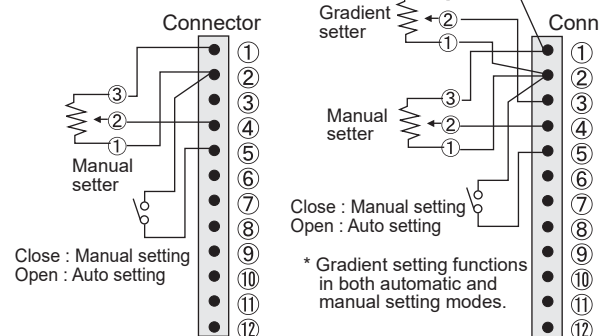 Connector
①
②
③
④
⑤
⑥
⑦
⑧
⑨
⑩
⑪
⑫
③
②
①
Manual
setter
Close : Manual setting
Open : Auto setting
Gradient
setter
②
①
Conn
①
②
③
④
⑤
⑥
⑦
⑧
⑨
⑩
⑪
⑫
Manual
setter
③
②
①
Close : Manual setting
Open : Auto setting
* Gradient setting functions
in both automatic and
manual setting modes.